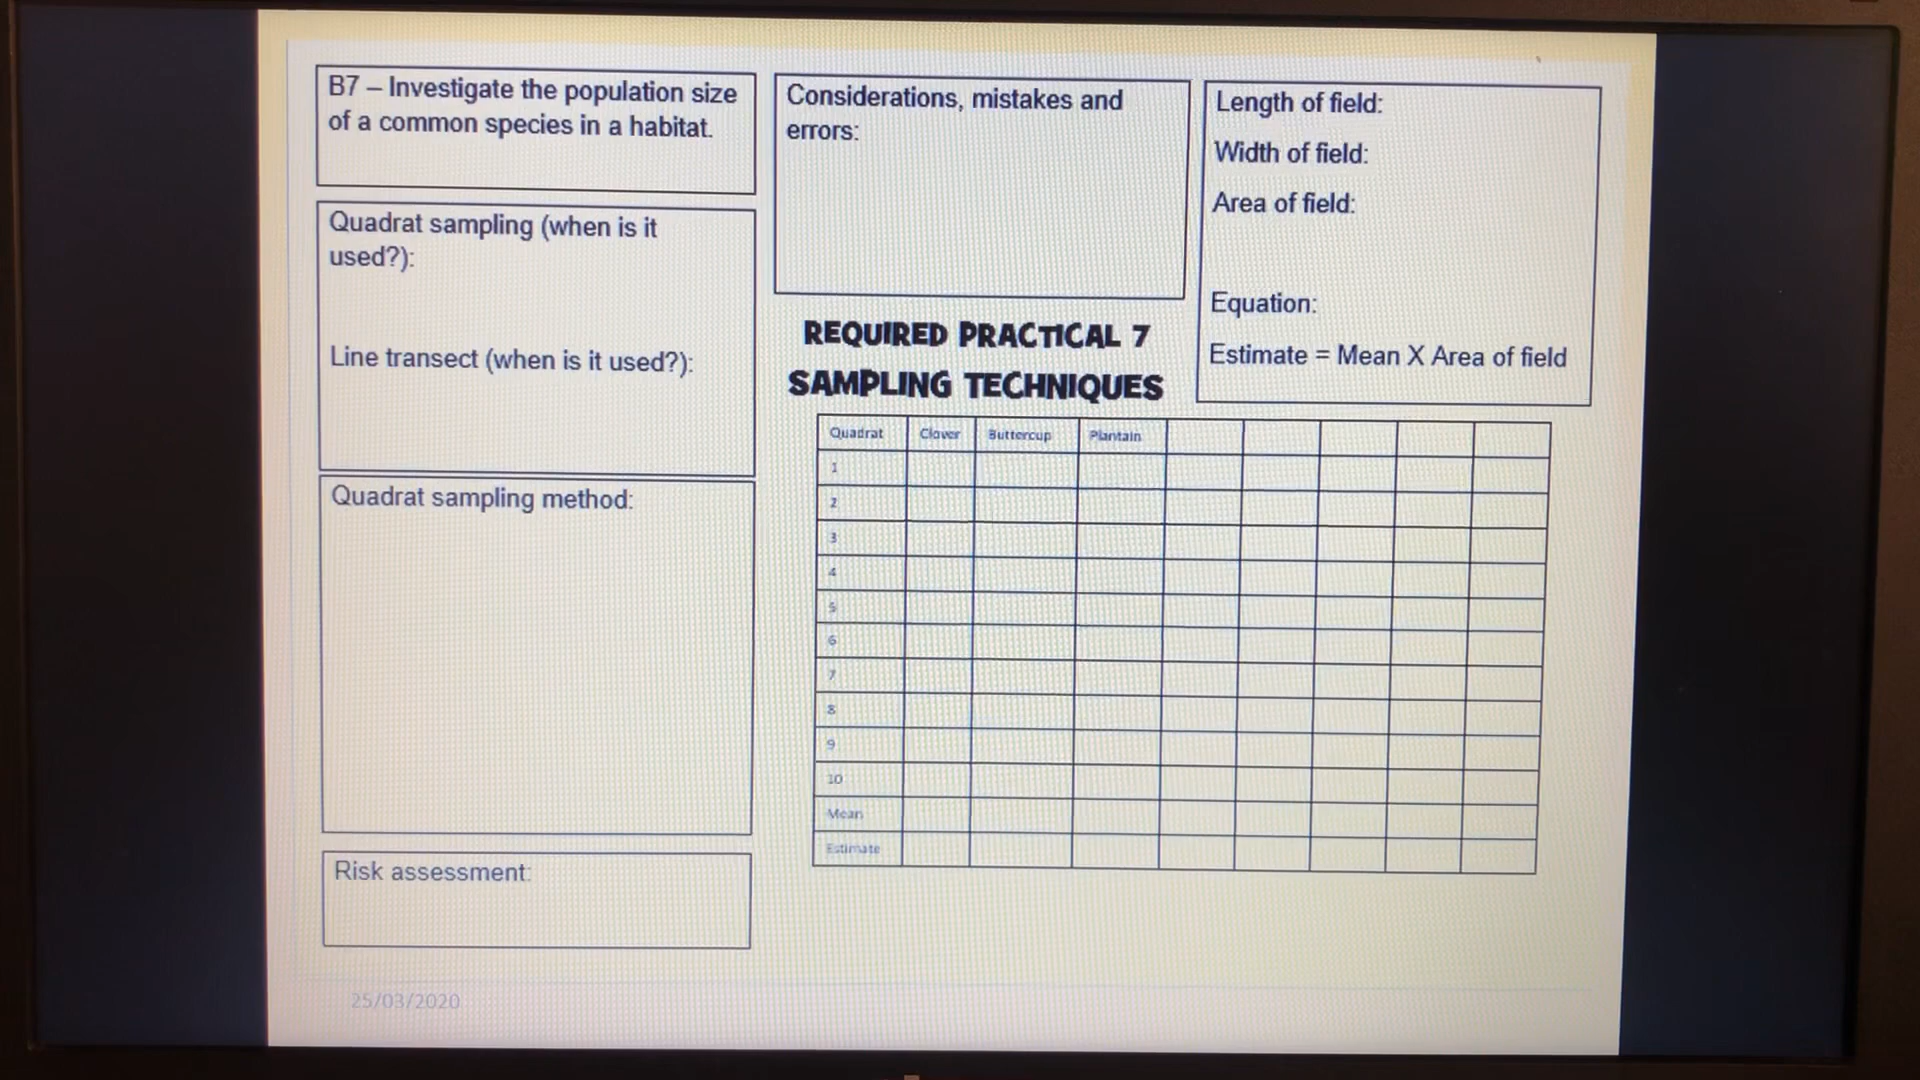 B7 – Investigate the population size
of a common species in a habitat.
Quadrat sampling (when is it
used?):
Line transect (when is it used?):
Quadrat sampling method:
Risk assessment:
Considerations, mistakes and
errors:
Length of field:
Width of field:
Area of field:
Equation:
Estimate = Mean X Area of field
REQUIRED PRACTICAL 7
SAMPLING TECHNIQUES
Quadrat Clover Buttercup Plantain
1
2
3
4
5
6
7
8
9
10
Mean
Estimate
25/03/2020